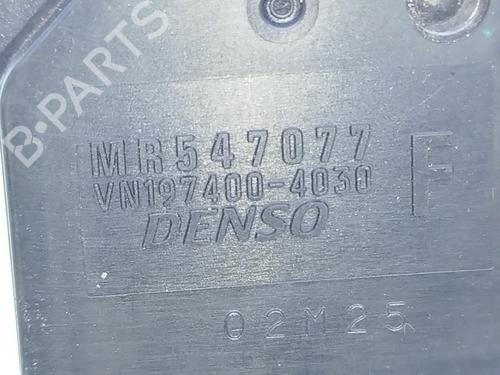 B-PARTS
MR547077
VN197400-4030
F
DENSO
02M25